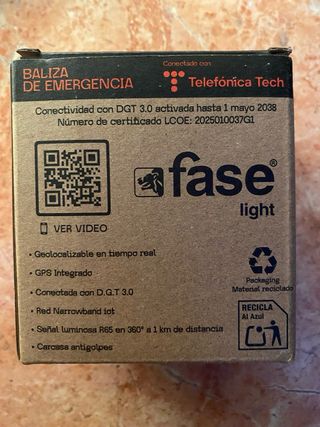 BALIZA
DE EMERGENCIA
Conectado con
Telefónica Tech
Conectividad con DGT 3.0 activada hasta 1 mayo 2038
Número de certificado LCOE: 2025010037G1
VER VIDEO
fase®
light
• Geolocalizable en tiempo real
• GPS Integrado
• Conectada con D.G.T 3.0
• Red Narrowband iot
• Señal luminosa R65 en 360° a 1 km de distancia
• Carcasa antigolpes
Packaging
Material reciclado
RECICLA
Al Azul